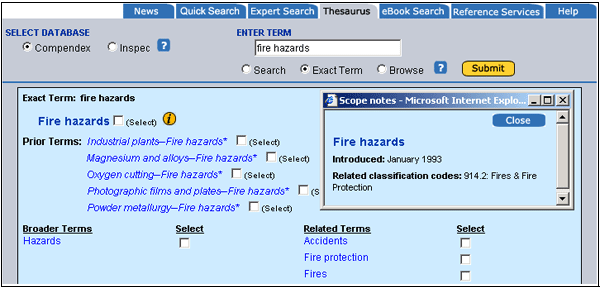 News Quick Search Expert Search Thesaurus eBook Search Reference Services Help
SELECT DATABASE
Compendex Inspec ?
ENTER TERM
fire hazards
Search Exact Term Browse ? Submit
Exact Term: fire hazards
Fire hazards (Select) i
Prior Terms: Industrial plants--Fire hazards* (Select)
Magnesium and alloys--Fire hazards* (Select)
Oxygen cutting--Fire hazards* (Select)
Photographic films and plates--Fire hazards* (S
Powder metallurgy--Fire hazards* (Select)
Scope notes - Microsoft Internet Explo...
Close
Fire hazards
Introduced: January 1993
Related classification codes: 914.2: Fires & Fire
Protection
Broader Terms Select Related Terms Select
Hazards Accidents
Fire protection
Fires